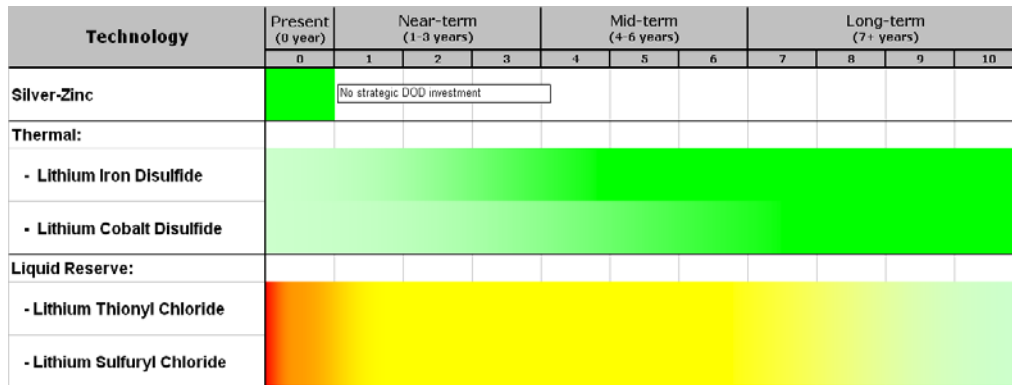 Technology
Present
(0 year)
Near-term
(1-3 years)
Mid-term
(4-6 years)
Long-term
(7+ years)
0 1 2 3 4 5 6 7 8 9 10
Silver-Zinc
No strategic DOD investment
Thermal:
- Lithium Iron Disulfide
- Lithium Cobalt Disulfide
Liquid Reserve:
- Lithium Thionyl Chloride
- Lithium Sulfuryl Chloride